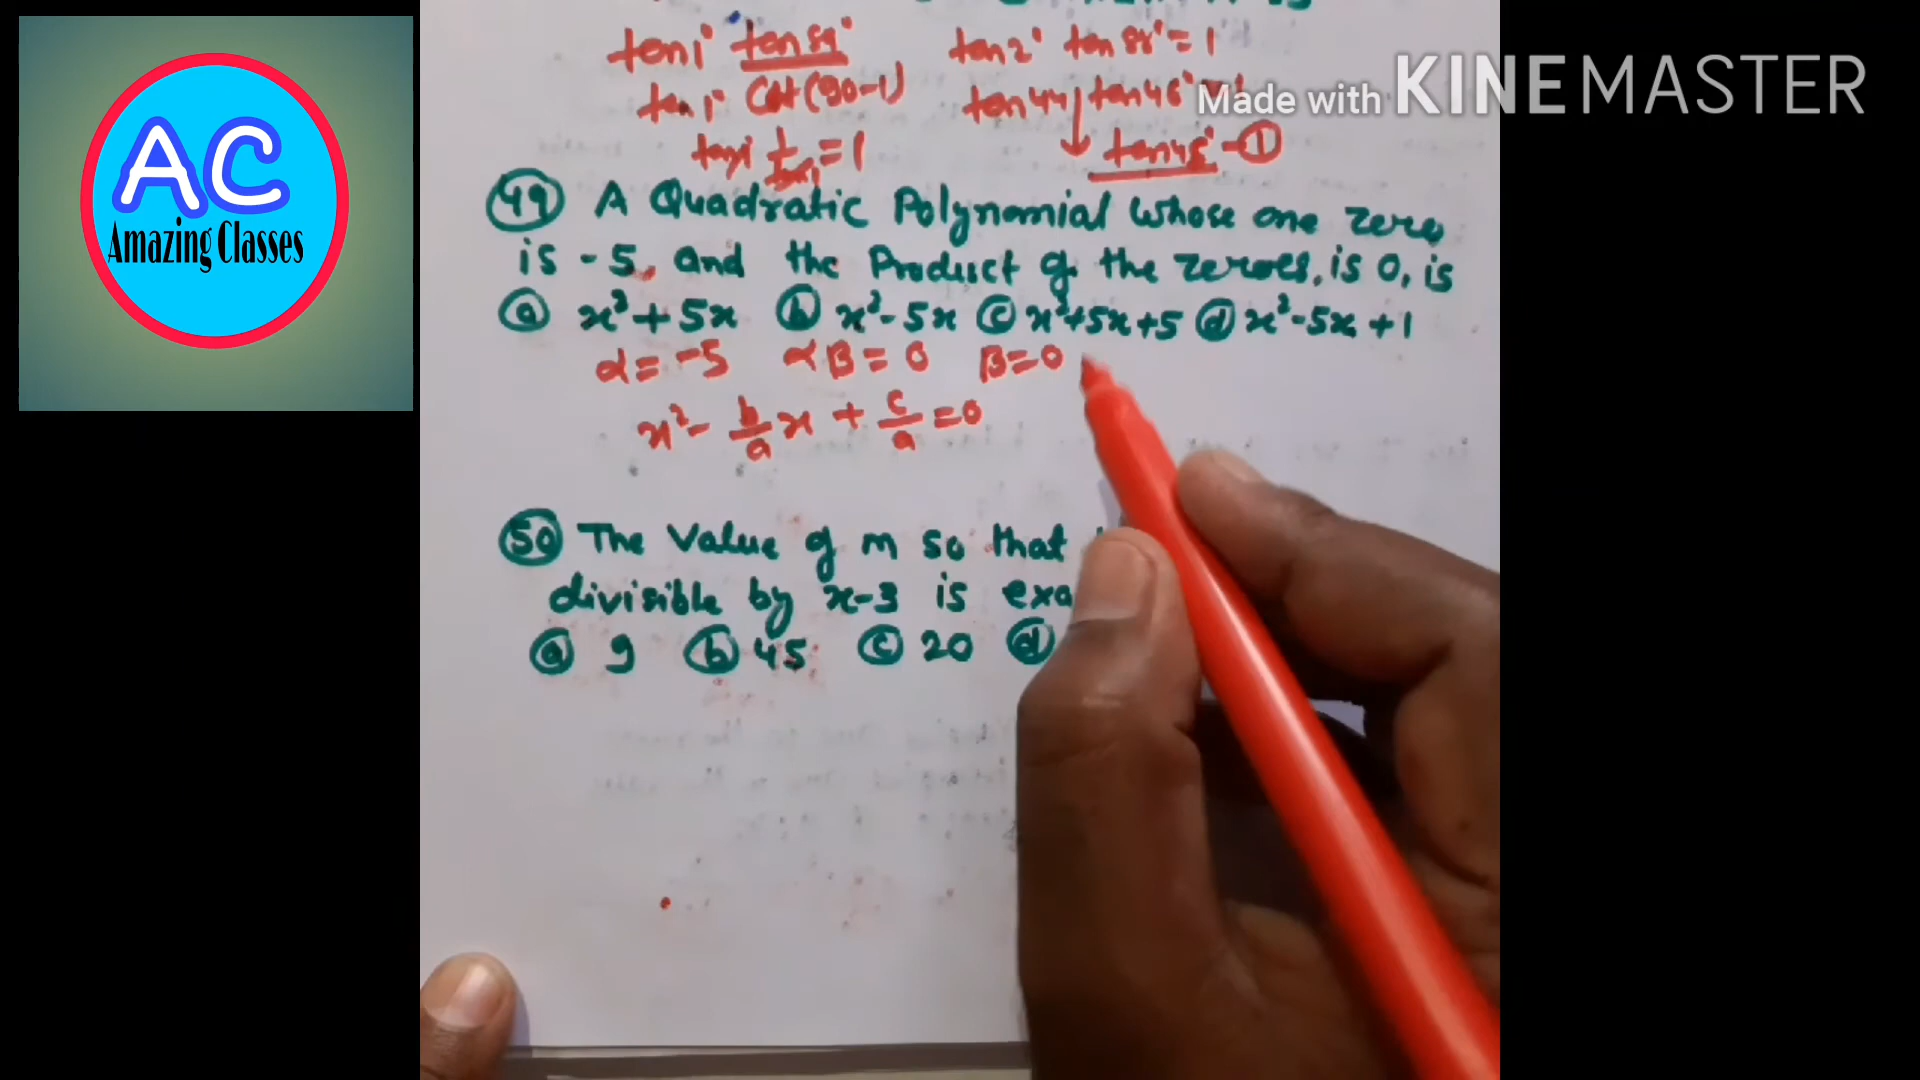 AC
Amazing Classes
Made with KINEMASTER
tan1° tan89° tan2° tan88° = 1
tan1° Cot(90-1) tan44 tan46° = 1
tan1° 1/tan1 = 1 tan45° - ①
49 A Quadratic Polynomial whose one zero
is -5, and the Product of the zeroes, is 0, is
ⓐ x²+5x ⓑ x²-5x ⓒ x²+5x+5 ⓓ x²-5x+1
α=-5 αβ=0 β=0
x²- b/a x + c/a =0
50 The value of m so that
divisible by x-3 is exa
ⓐ 9 ⓑ 45 ⓒ 20 ⓓ